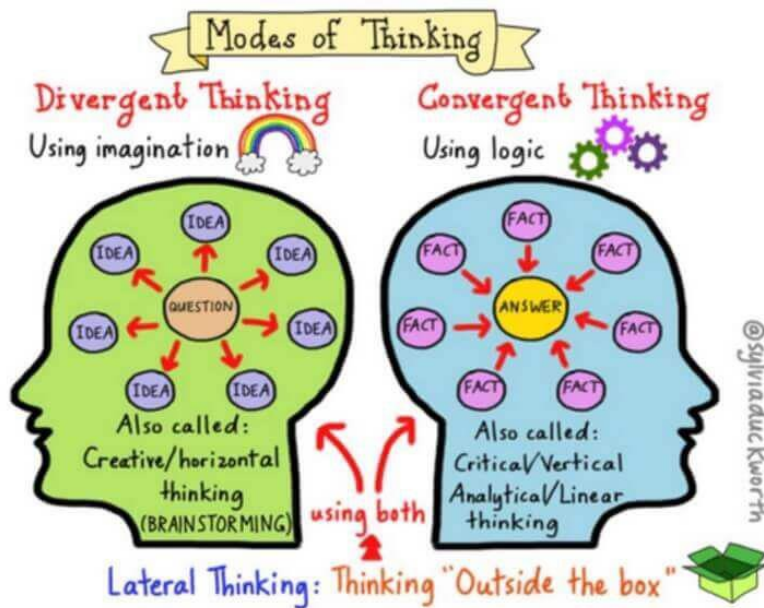 Modes of Thinking
Divergent Thinking
Using imagination
IDEA
IDEA
IDEA
IDEA
IDEA
IDEA
IDEA
QUESTION
Also called:
Creative/horizontal
thinking
(BRAINSTORMING)
Convergent Thinking
Using logic
FACT
FACT
FACT
FACT
FACT
FACT
FACT
ANSWER
Also called:
Critical/Vertical
Analytical/Linear
thinking
using both
Lateral Thinking: Thinking "Outside the box"
@sylviaduckworth